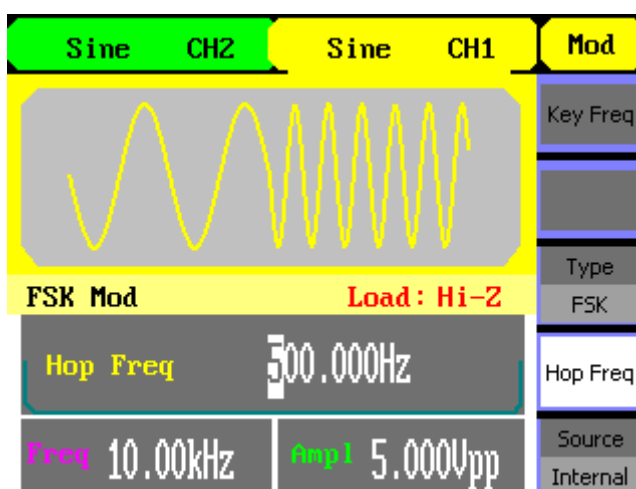 Sine CH2 Sine CH1 Mod
Key Freq
Type
FSK
FSK Mod Load: Hi-Z
Hop Freq 500.000Hz
Hop Freq
Freq 10.00kHz Ampl 5.000Vpp
Source
Internal